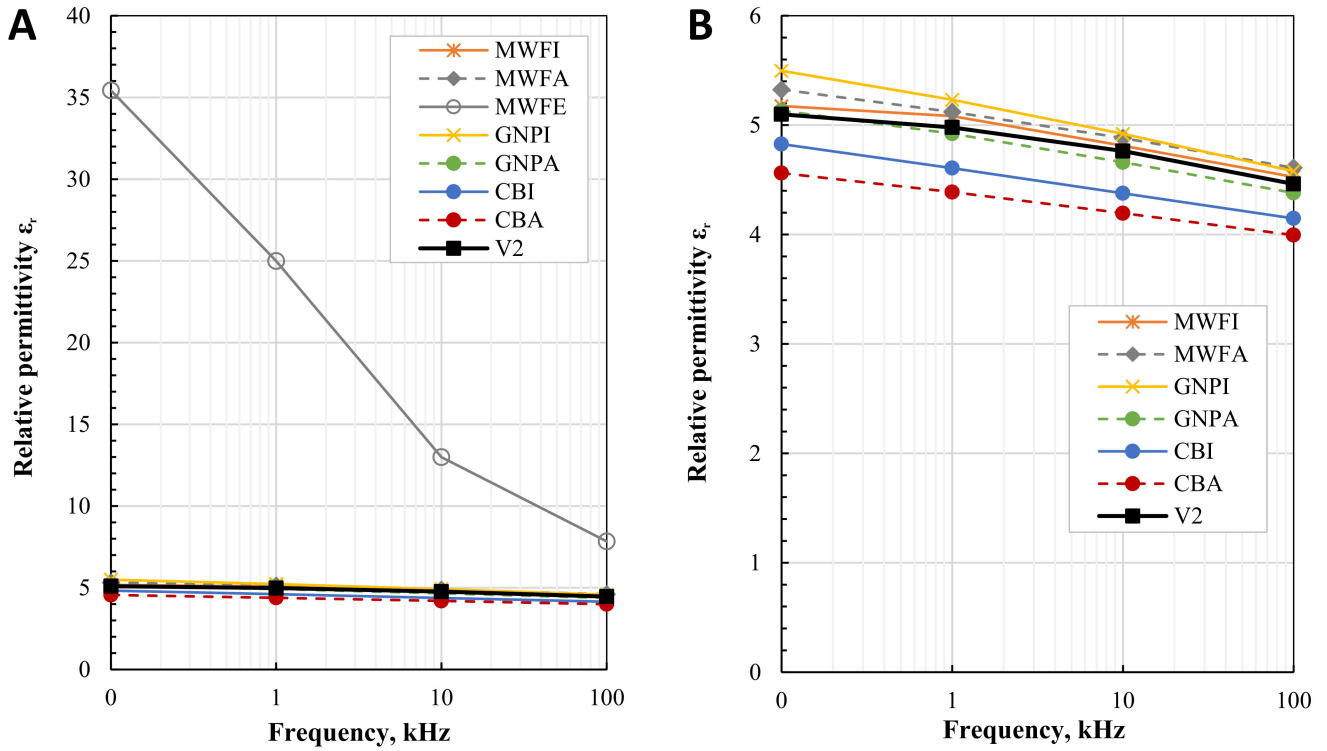 A
Relative permittivity εr
40
35
30
25
20
15
10
5
0
MWFI
MWFA
MWFE
GNPI
GNPA
CBI
CBA
V2
0 1 10 100
Frequency, kHz
B
Relative permittivity εr
6
5
4
3
2
1
0
MWFI
MWFA
GNPI
GNPA
CBI
CBA
V2
0 1 10 100
Frequency, kHz